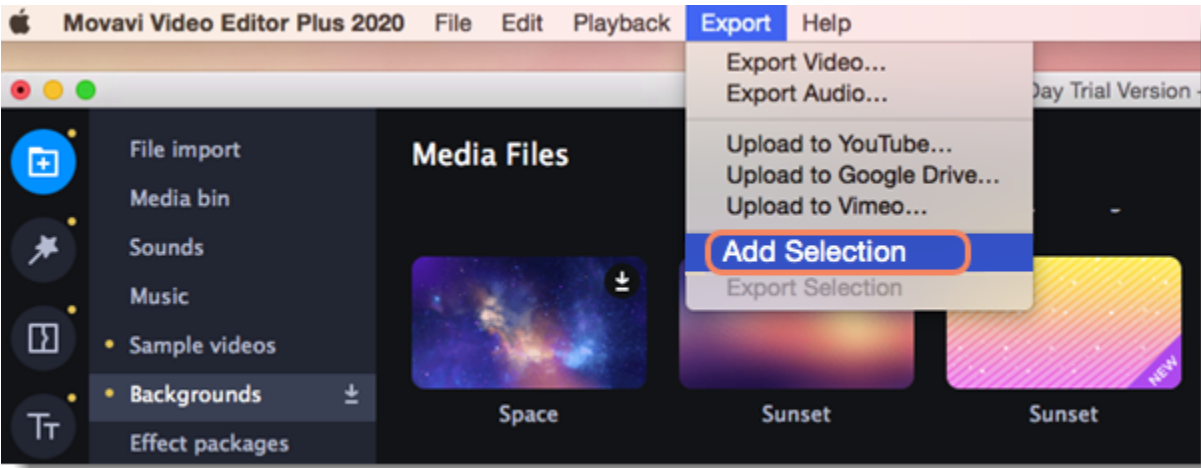 Movavi Video Editor Plus 2020 File Edit Playback Export Help
Export Video...
Export Audio...
Day Trial Version -
Upload to YouTube...
Upload to Google Drive...
Upload to Vimeo...
Add Selection
Export Selection
File import
Media bin
Sounds
Music
Sample videos
Backgrounds
Effect packages
Media Files
Space
Sunset
NEW
Sunset
TT